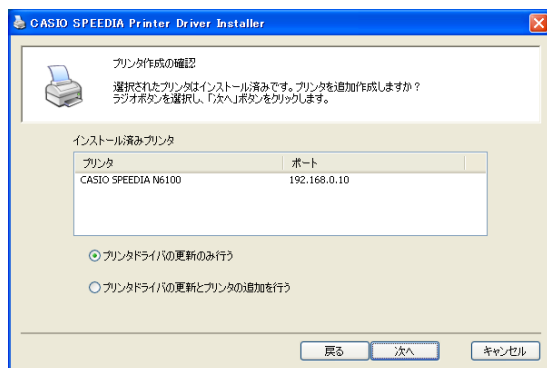 CASIO SPEEDIA Printer Driver Installer
プリンタ作成の確認
選択されたプリンタはインストール済みです。プリンタを追加作成しますか？
ラジオボタンを選択し、「次へ」ボタンをクリックします。
インストール済みプリンタ
プリンタ ポート
CASIO SPEEDIA N6100 192.168.0.10
プリンタドライバの更新のみ行う
プリンタドライバの更新とプリンタの追加を行う
戻る 次へ キャンセル